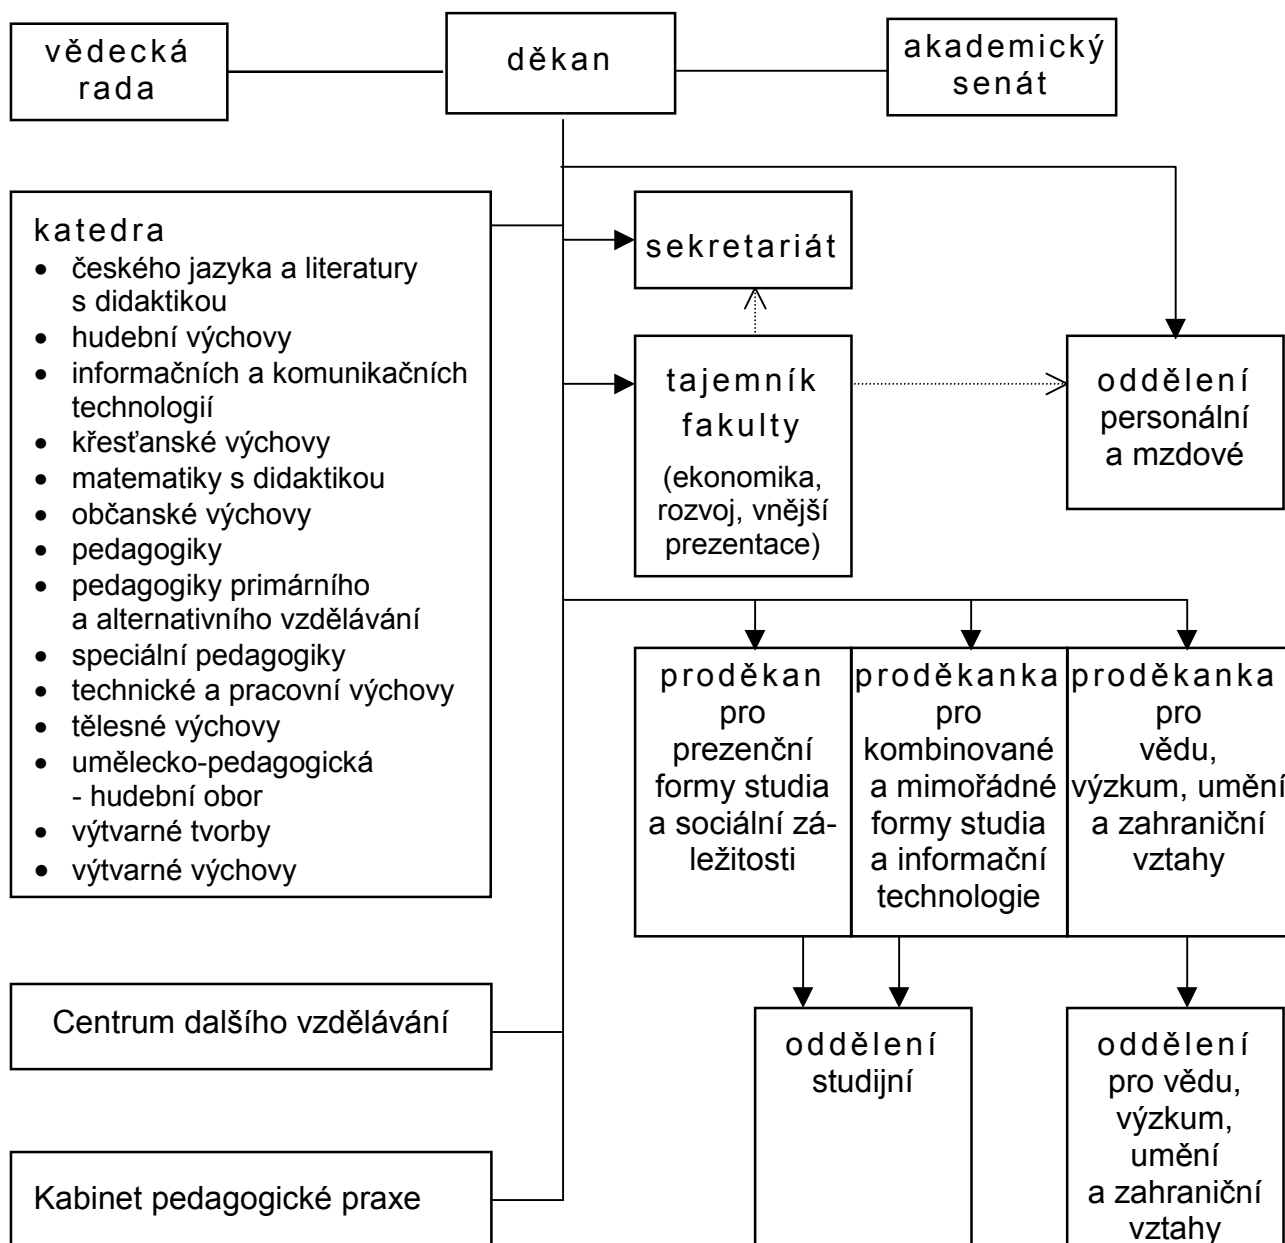 vědecká
rada
děkan
akademický
senát
katedra
• českého jazyka a literatury
s didaktikou
• hudební výchovy
• informačních a komunikačních
technologií
• křesťanské výchovy
• matematiky s didaktikou
• občanské výchovy
• pedagogiky
• pedagogiky primárního
a alternativního vzdělávání
• speciální pedagogiky
• technické a pracovní výchovy
• tělesné výchovy
• umělecko-pedagogická
- hudební obor
• výtvarné tvorby
• výtvarné výchovy
sekretariát
tajemník
fakulty
(ekonomika,
rozvoj, vnější
prezentace)
oddělení
personální
a mzdové
proděkan
pro
prezenční
formy studia
a sociální zá-
ležitosti
proděkanka
pro
kombinované
a mimořádné
formy studia
a informační
technologie
proděkanka
pro
vědu,
výzkum, umění
a zahraniční
vztahy
Centrum dalšího vzdělávání
Kabinet pedagogické praxe
oddělení
studijní
oddělení
pro vědu,
výzkum,
umění
a zahraniční
vztahy